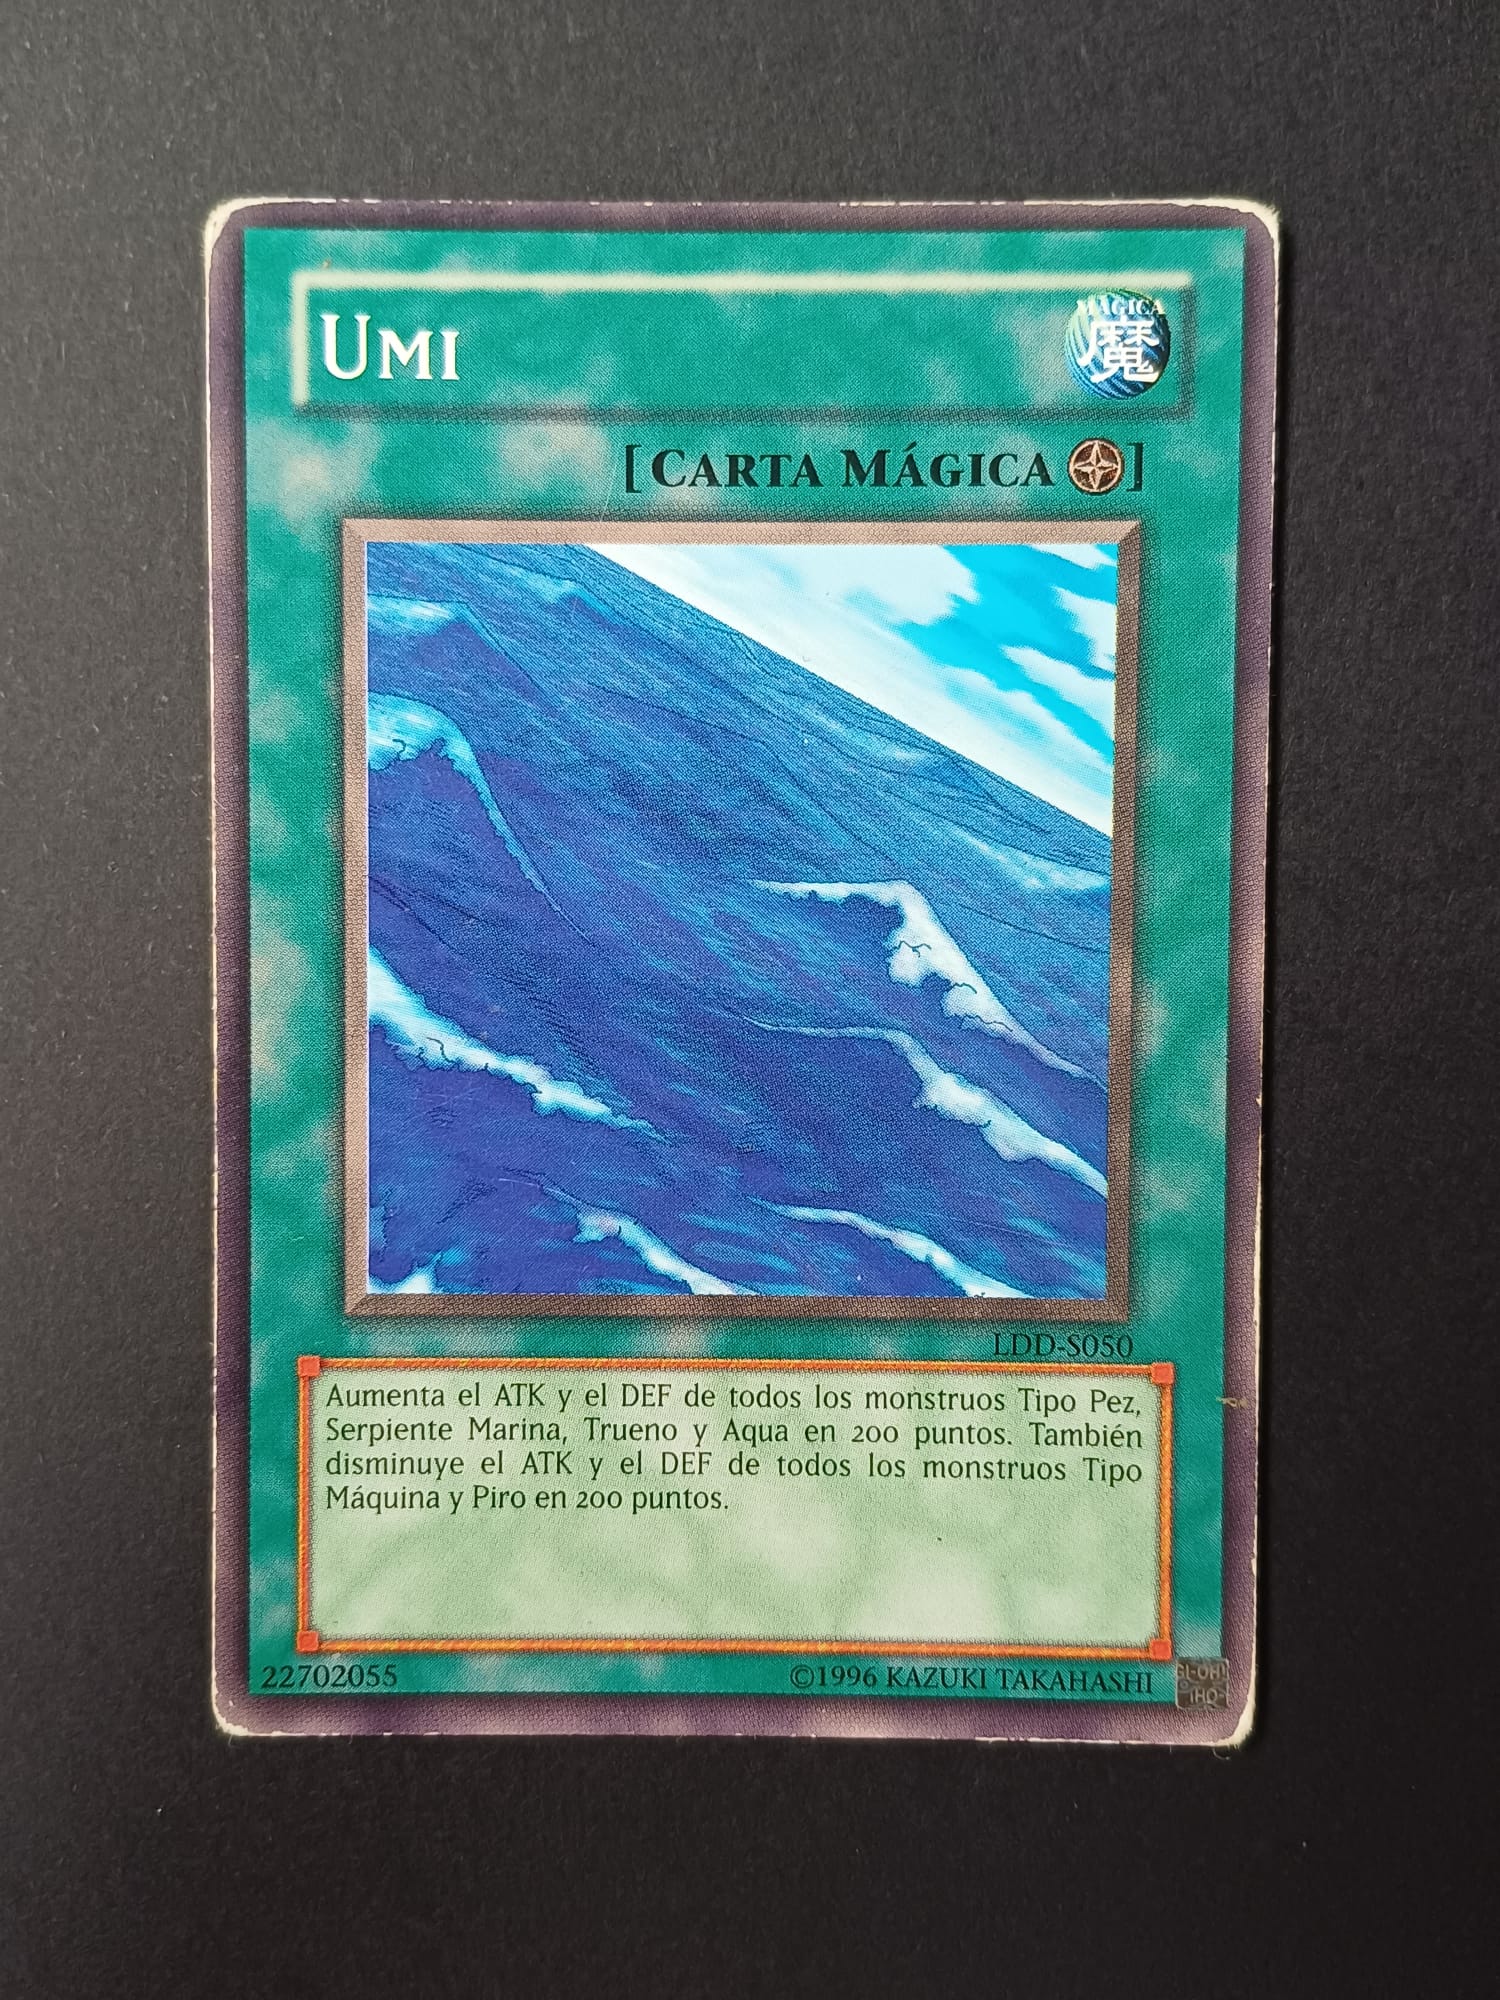 UMI
MÁGICA
魔
[CARTA MÁGICA]
LDD-S050
Aumenta el ATK y el DEF de todos los monstruos Tipo Pez,
Serpiente Marina, Trueno y Aqua en 200 puntos. También
disminuye el ATK y el DEF de todos los monstruos Tipo
Máquina y Piro en 200 puntos.
22702055
©1996 KAZUKI TAKAHASHI